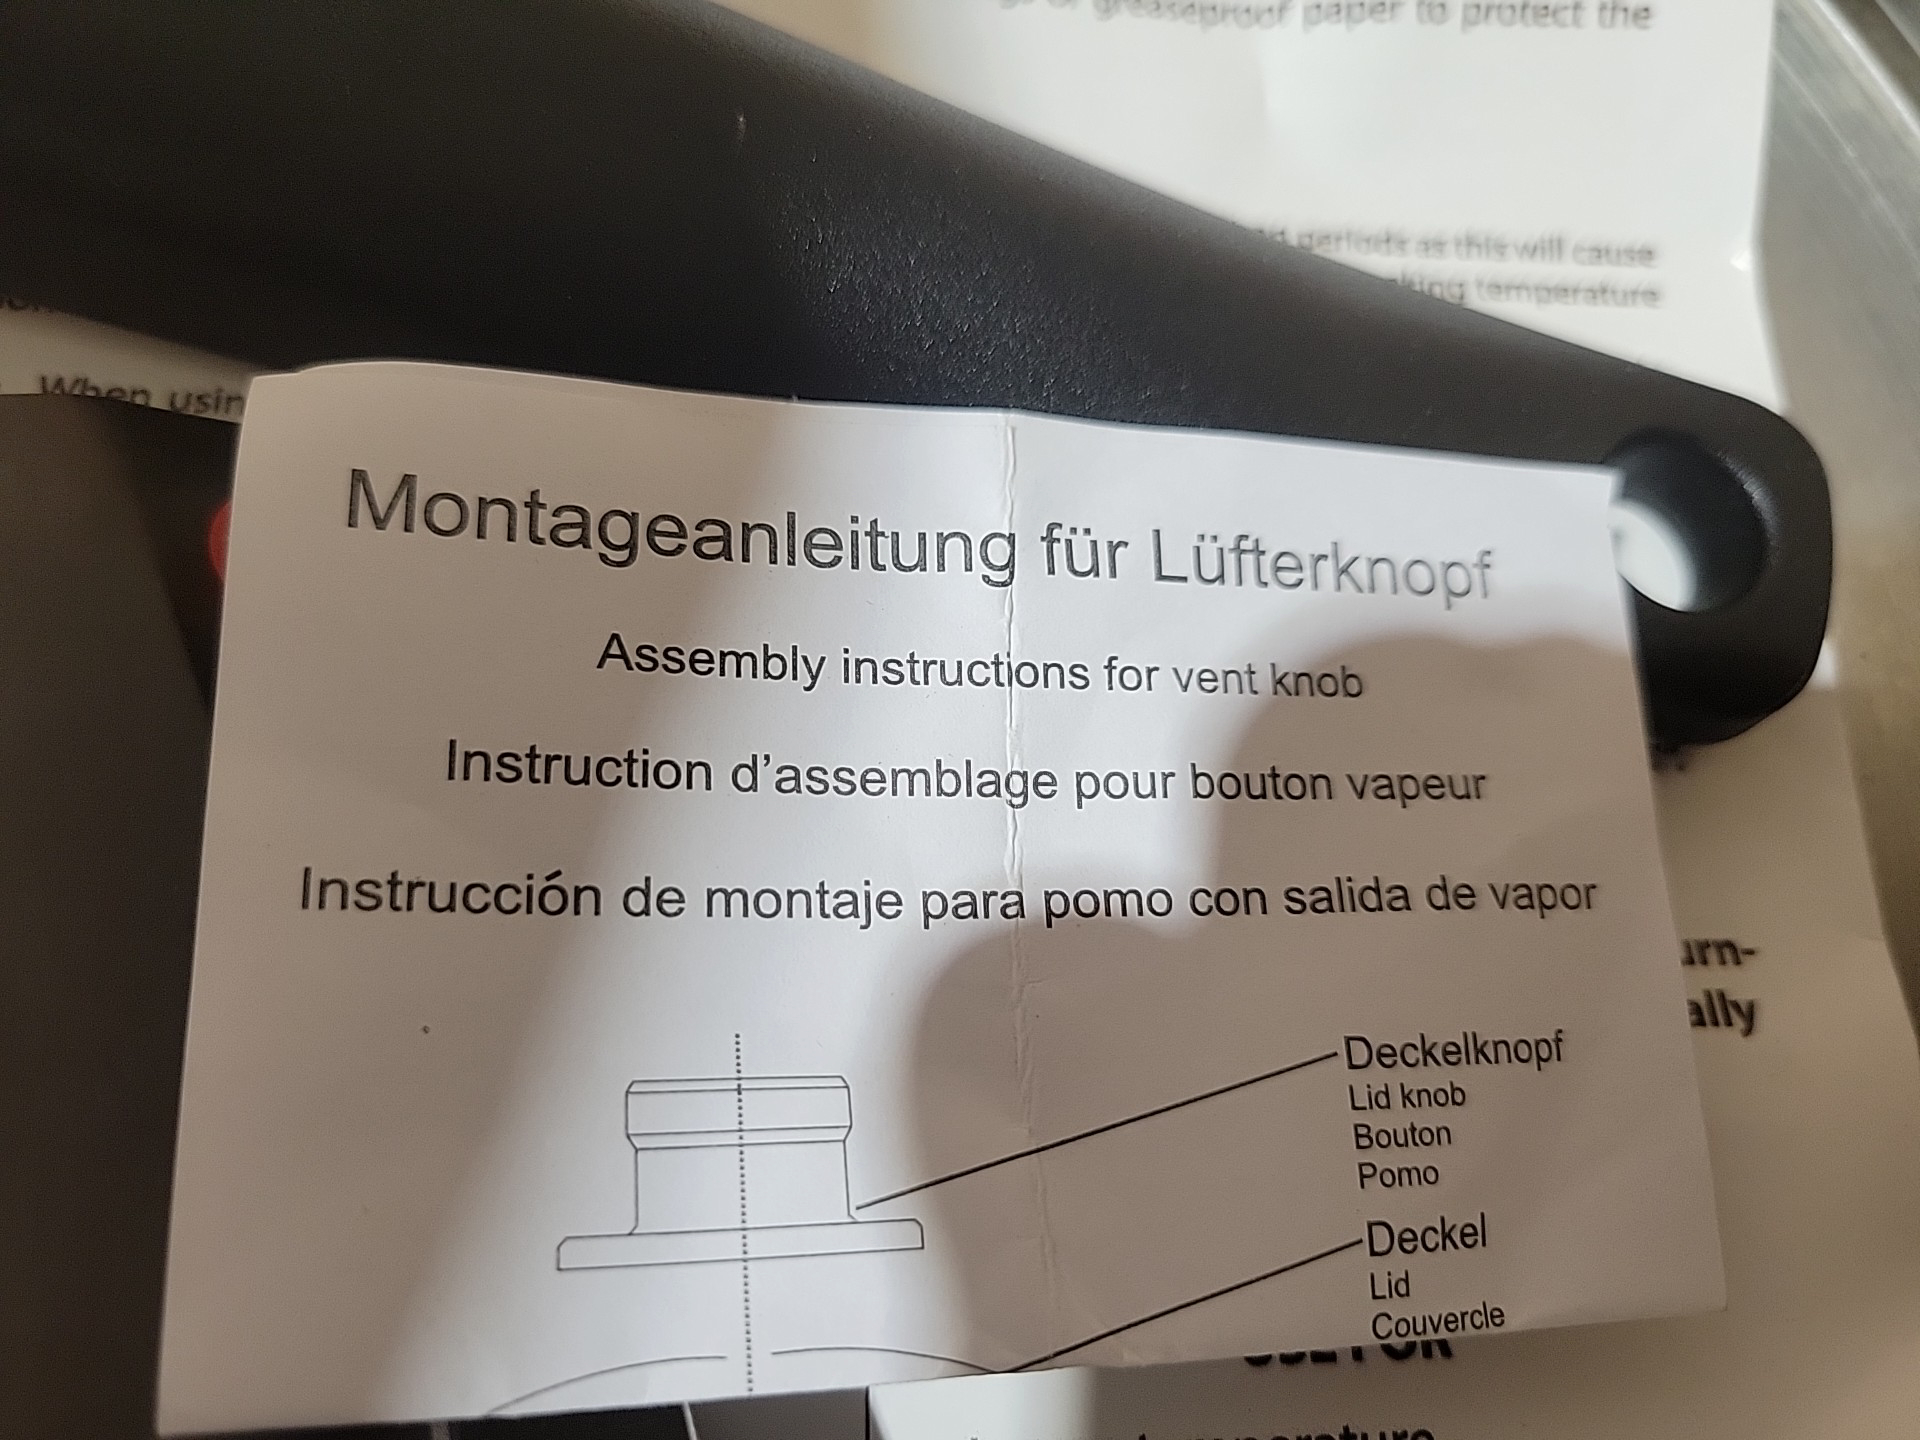 greaseproof paper to protect the
periods as this will cause
temperature
When usin
Montageanleitung für Lüfterknopf
Assembly instructions for vent knob
Instruction d’assemblage pour bouton vapeur
Instrucción de montaje para pomo con salida de vapor
urn-
ally
Deckelknopf
Lid knob
Bouton
Pomo
Deckel
Lid
Couvercle